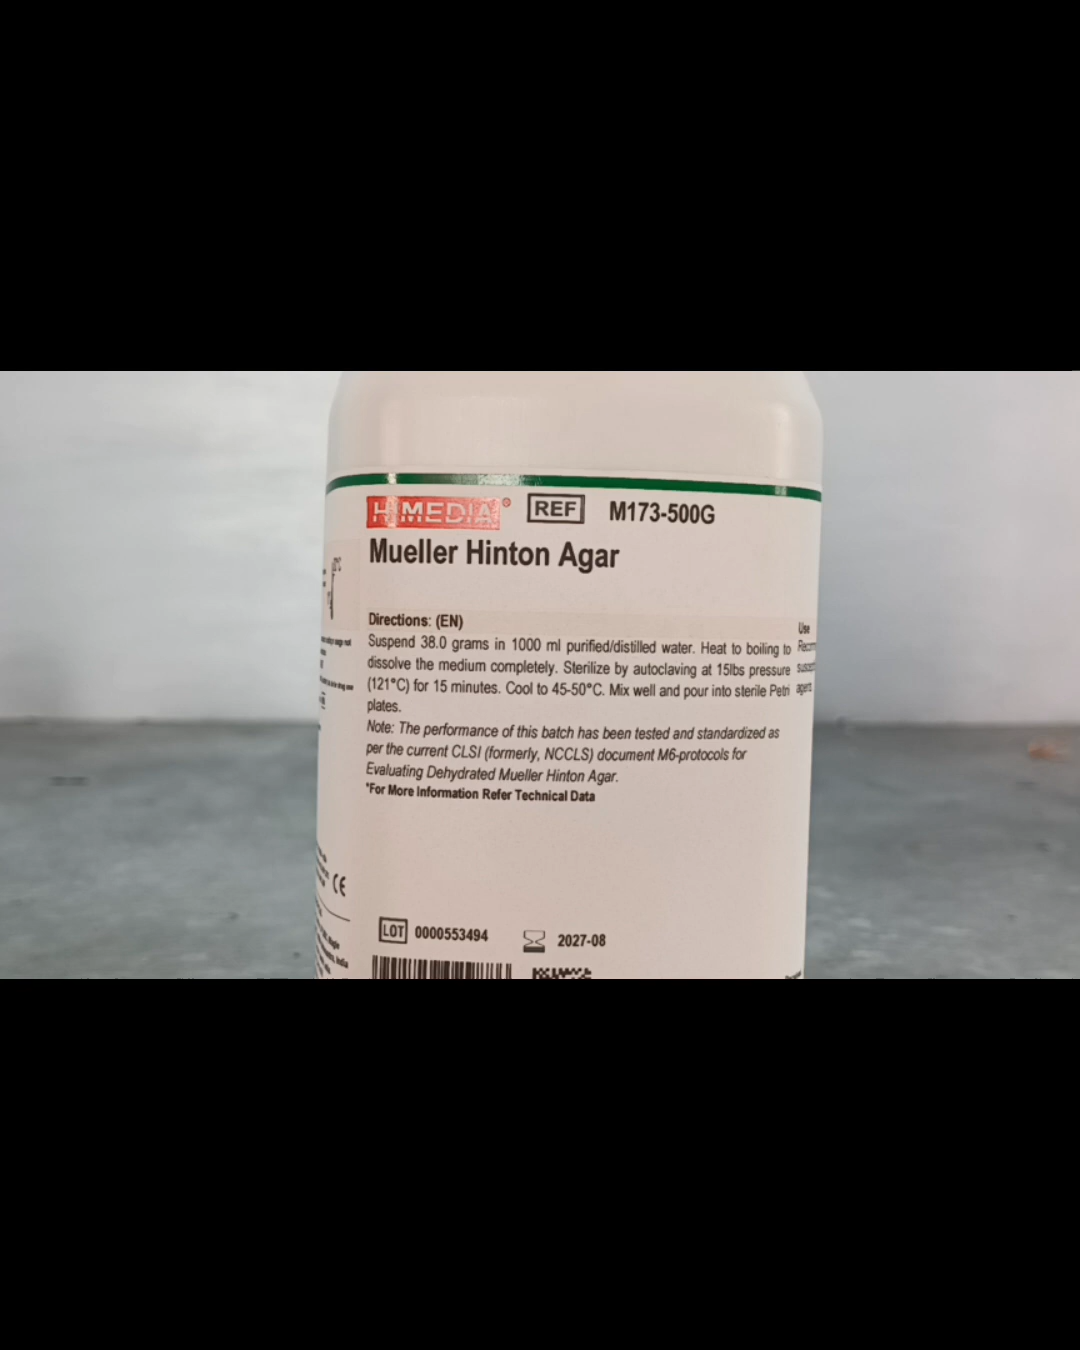 HIMEDIA® REF M173-500G
Mueller Hinton Agar
Directions: (EN)
Suspend 38.0 grams in 1000 ml purified/distilled water. Heat to boiling to
dissolve the medium completely. Sterilize by autoclaving at 15lbs pressure
(121°C) for 15 minutes. Cool to 45-50°C. Mix well and pour into sterile Petri
plates.
Note: The performance of this batch has been tested and standardized as
per the current CLSI (formerly, NCCLS) document M6-protocols for
Evaluating Dehydrated Mueller Hinton Agar.
*For More Information Refer Technical Data
LOT 0000553494 2027-08
Use
CE